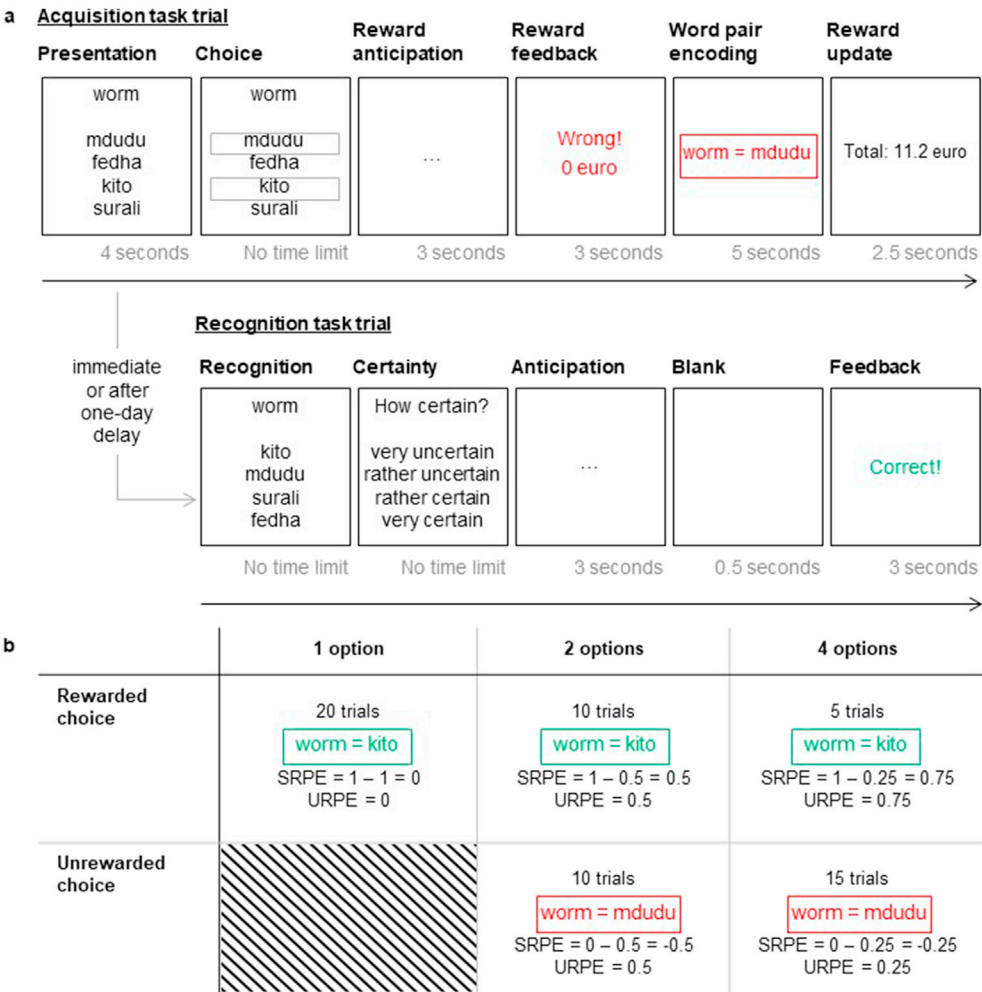 a Acquisition task trial
Presentation
Choice
Reward
anticipation
Reward
feedback
Word pair
encoding
Reward
update
worm
mdudu
fedha
kito
surali
worm
mdudu
fedha
kito
surali
...
Wrong!
0 euro
worm = mdudu
Total: 11.2 euro
4 seconds
No time limit
3 seconds
3 seconds
5 seconds
2.5 seconds
immediate
or after
one-day
delay
Recognition task trial
Recognition
Certainty
Anticipation
Blank
Feedback
worm
kito
mdudu
surali
fedha
How certain?
very uncertain
rather uncertain
rather certain
very certain
...
Correct!
No time limit
No time limit
3 seconds
0.5 seconds
3 seconds
b
1 option
2 options
4 options
Rewarded
choice
20 trials
worm = kito
SRPE = 1 – 1 = 0
URPE = 0
10 trials
worm = kito
SRPE = 1 – 0.5 = 0.5
URPE = 0.5
5 trials
worm = kito
SRPE = 1 – 0.25 = 0.75
URPE = 0.75
Unrewarded
choice
10 trials
worm = mdudu
SRPE = 0 – 0.5 = -0.5
URPE = 0.5
15 trials
worm = mdudu
SRPE = 0 – 0.25 = -0.25
URPE = 0.25